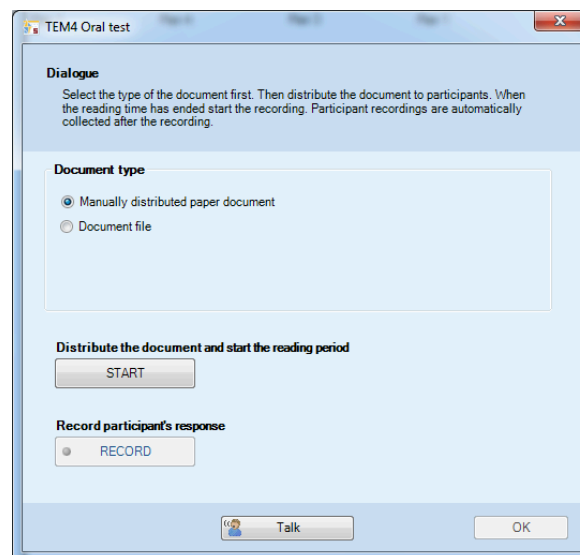 TEM4 Oral test
Dialogue
Select the type of the document first. Then distribute the document to participants. When
the reading time has ended start the recording. Participant recordings are automatically
collected after the recording.
Document type
Manually distributed paper document
Document file
Distribute the document and start the reading period
START
Record participant's response
RECORD
Talk
OK